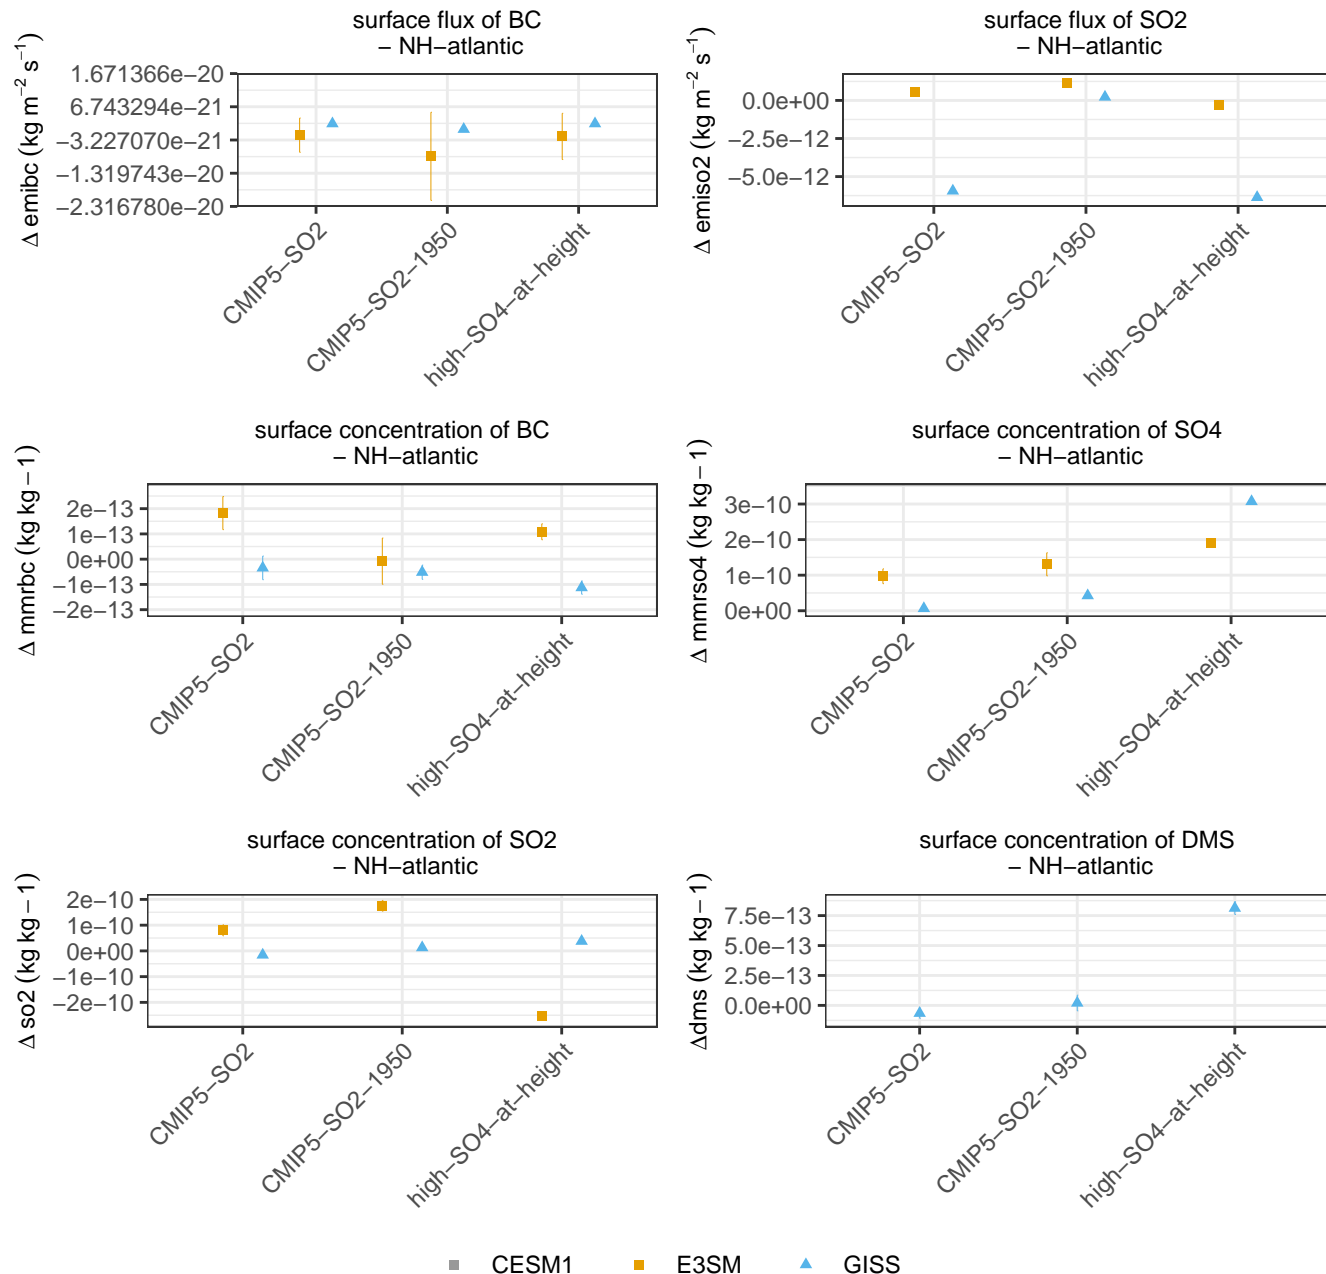 surface flux of BC
− NH−atlantic
Δ emibc (kg m⁻² s⁻¹)
1.671366e−20
6.743294e−21
−3.227070e−21
−1.319743e−20
−2.316780e−20
CMIP5−SO2
CMIP5−SO2−1950
high−SO4−at−height
surface flux of SO2
− NH−atlantic
Δ emiso2 (kg m⁻² s⁻¹)
0.0e+00
−2.5e−12
−5.0e−12
CMIP5−SO2
CMIP5−SO2−1950
high−SO4−at−height
surface concentration of BC
− NH−atlantic
Δ mmrbc (kg kg−1)
2e−13
1e−13
0e+00
−1e−13
−2e−13
CMIP5−SO2
CMIP5−SO2−1950
high−SO4−at−height
surface concentration of SO4
− NH−atlantic
Δ mmrso4 (kg kg−1)
3e−10
2e−10
1e−10
0e+00
CMIP5−SO2
CMIP5−SO2−1950
high−SO4−at−height
surface concentration of SO2
− NH−atlantic
Δ so2 (kg kg−1)
2e−10
1e−10
0e+00
−1e−10
−2e−10
CMIP5−SO2
CMIP5−SO2−1950
high−SO4−at−height
surface concentration of DMS
− NH−atlantic
Δdms (kg kg−1)
7.5e−13
5.0e−13
2.5e−13
0.0e+00
CMIP5−SO2
CMIP5−SO2−1950
high−SO4−at−height
CESM1 E3SM GISS